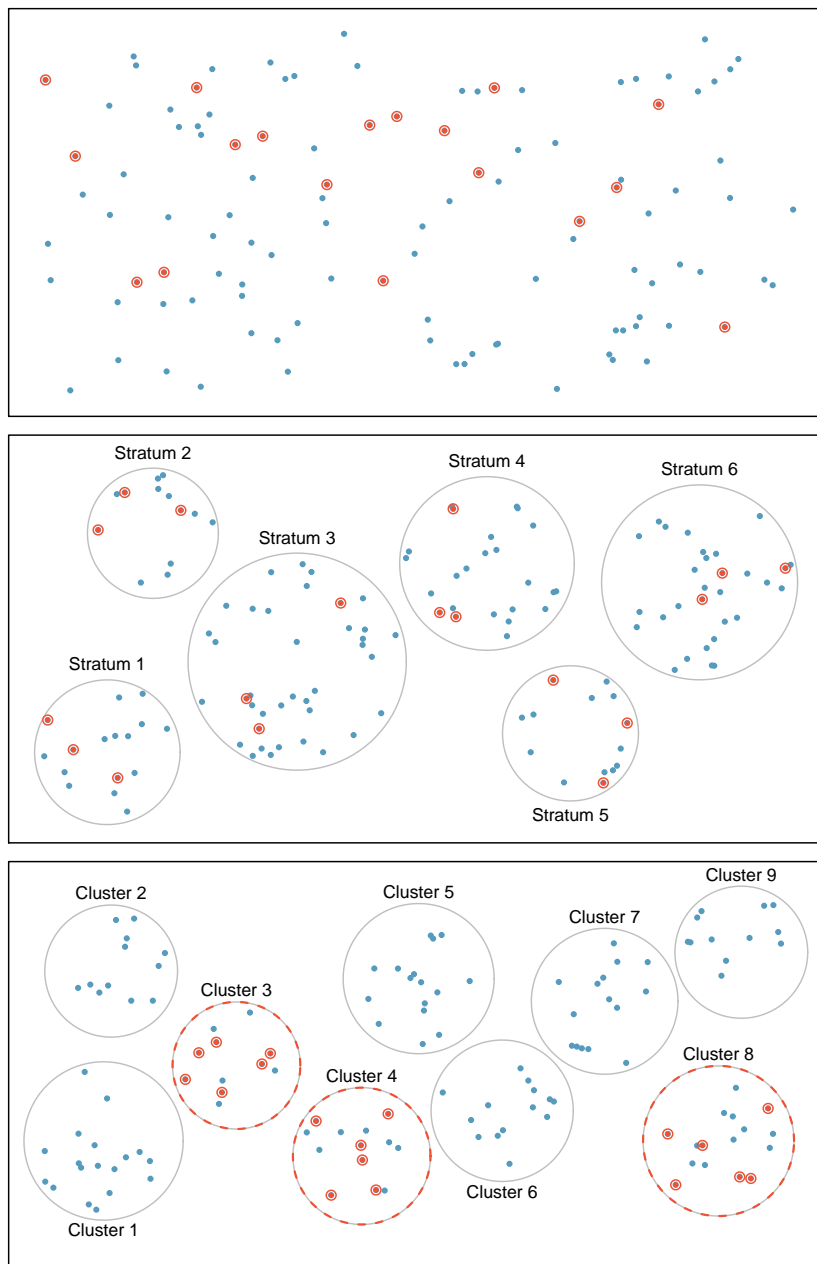 Stratum 2
Stratum 4
Stratum 6
Stratum 3
Stratum 1
Stratum 5
Cluster 2
Cluster 5
Cluster 9
Cluster 7
Cluster 3
Cluster 4
Cluster 8
Cluster 6
Cluster 1